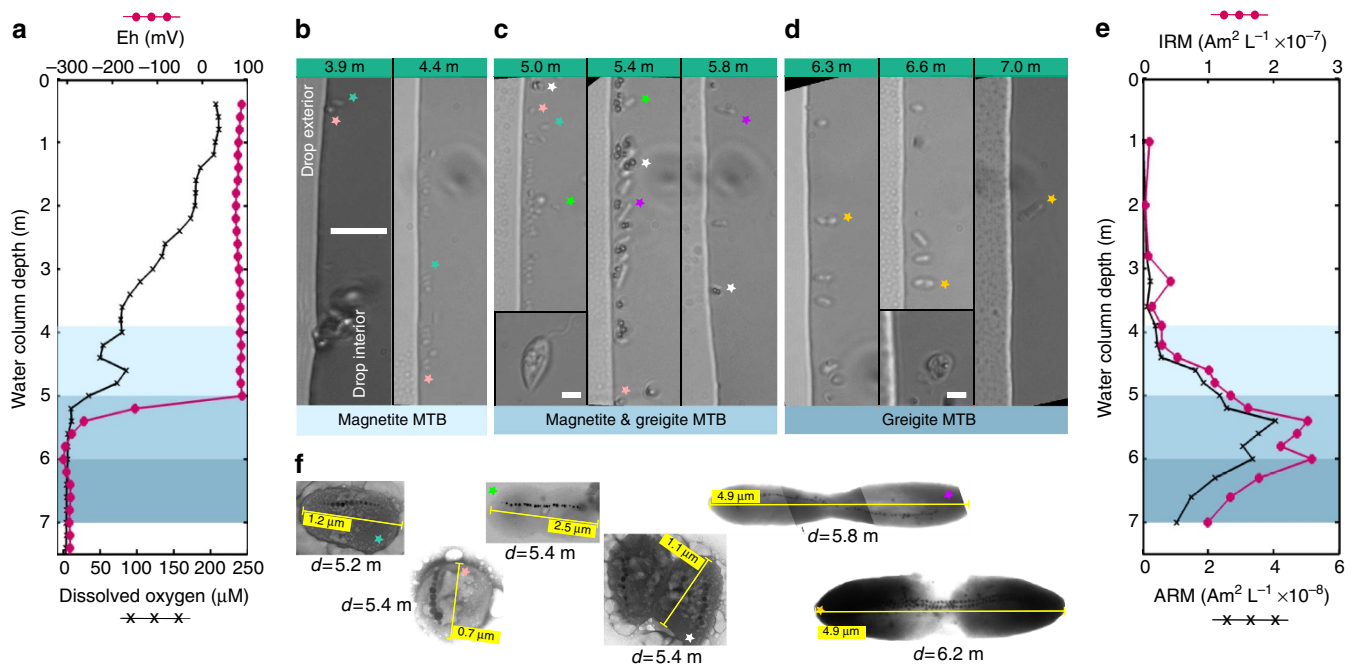 a
Eh (mV)
−300 −200 −100 0 100
0
1
2
3
4
5
6
7
Water column depth (m)
0 50 100 150 200 250
Dissolved oxygen (μM)
x x x
b
3.9 m
4.4 m
Drop exterior
Drop interior
Magnetite MTB
c
5.0 m
5.4 m
5.8 m
Magnetite & greigite MTB
d
6.3 m
6.6 m
7.0 m
Greigite MTB
e
IRM (Am² L⁻¹ ×10⁻⁷)
0 1 2 3
0
1
2
3
4
5
6
7
Water column depth (m)
0 1 2 3 4 5 6
ARM (Am² L⁻¹ ×10⁻⁸)
x x x
f
1.2 μm
d=5.2 m
d=5.4 m
0.7 μm
2.5 μm
d=5.4 m
1.1 μm
d=5.4 m
4.9 μm
d=5.8 m
4.9 μm
d=6.2 m